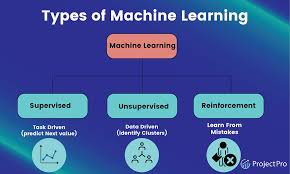 Types of Machine Learning
Machine Learning
Supervised
Unsupervised
Reinforcement
Task Driven
(predict Next value)
Data Driven
(Identify Clusters)
Learn From
Mistakes
ProjectPro